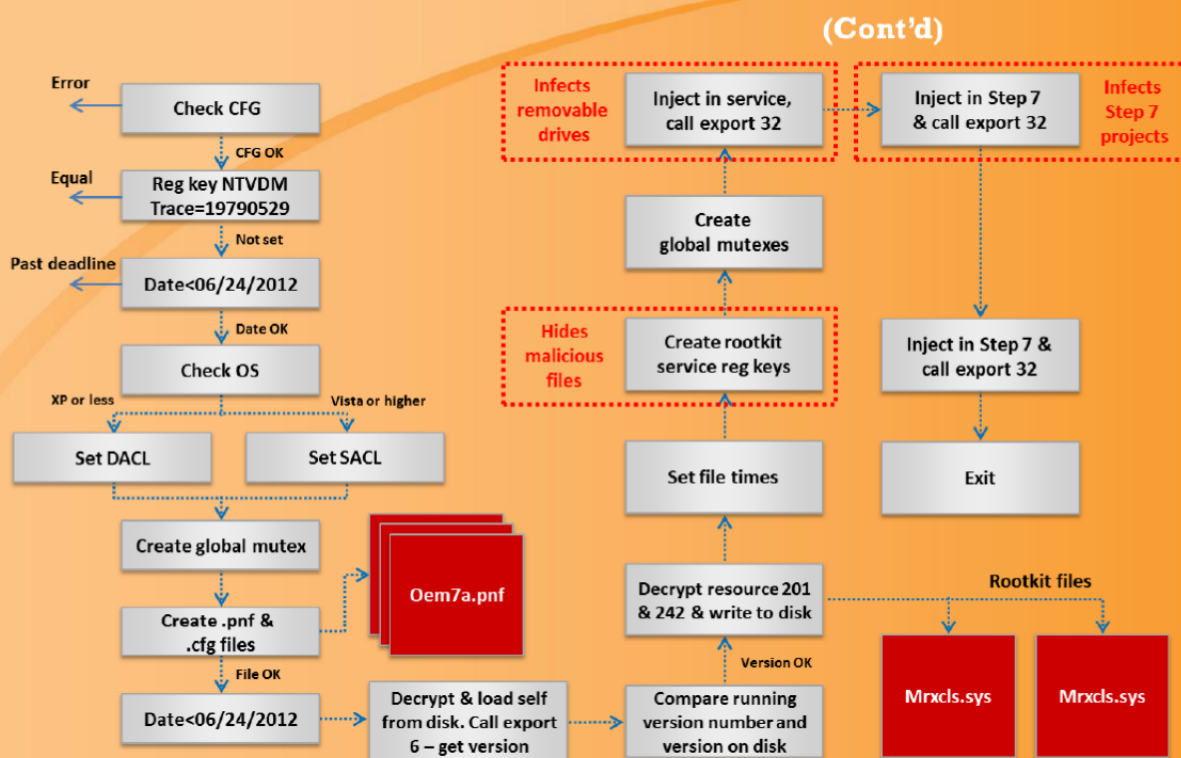 (Cont'd)
Error
Check CFG
CFG OK
Equal
Reg key NTVDM
Trace=19790529
Not set
Past deadline
Date<06/24/2012
Date OK
Check OS
XP or less
Vista or higher
Set DACL
Set SACL
Create global mutex
Create .pnf &
.cfg files
Oem7a.pnf
File OK
Date<06/24/2012
Decrypt & load self
from disk. Call export
6 – get version
Compare running
version number and
version on disk
Version OK
Decrypt resource 201
& 242 & write to disk
Rootkit files
Mrxcls.sys
Mrxcls.sys
Set file times
Hides
malicious
files
Create rootkit
service reg keys
Create
global mutexes
Infects
removable
drives
Inject in service,
call export 32
Inject in Step 7
& call export 32
Infects
Step 7
projects
Inject in Step 7 &
call export 32
Exit